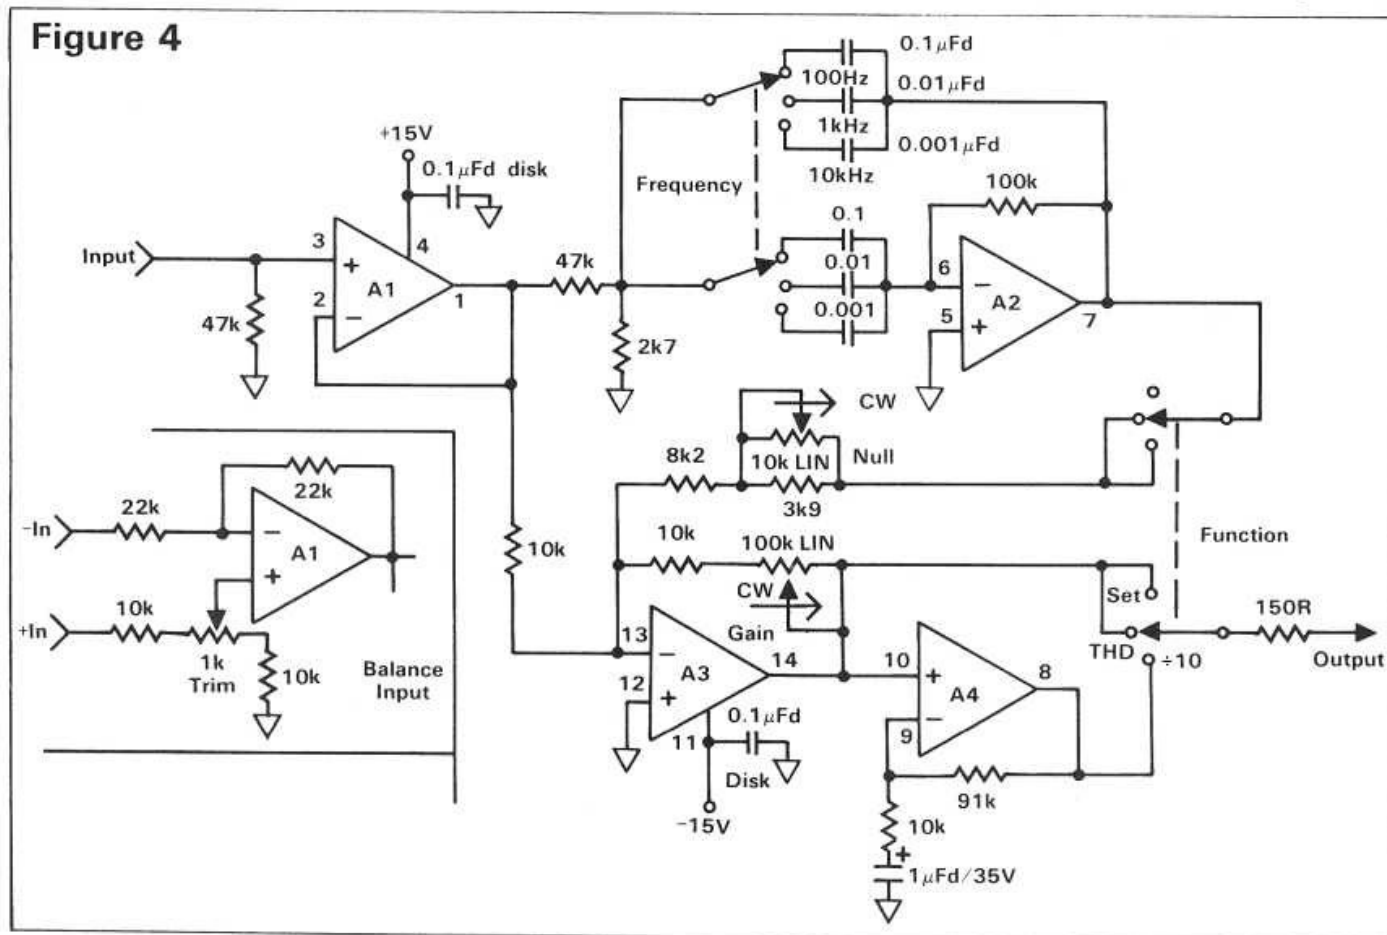 Figure 4
0.1µFd
100Hz
0.01µFd
1kHz
0.001µFd
10kHz
+15V
0.1µFd disk
Frequency
100k
Input
3
+
4
A1
2
−
1
47k
47k
2k7
0.1
0.01
0.001
6
−
A2
5
+
7
CW
8k2
10k LIN
Null
3k9
10k
10k
100k LIN
CW
Gain
Function
Set
THD
÷10
150R
Output
13
−
A3
12
+
14
11
0.1µFd
Disk
−15V
10
+
A4
−
9
8
91k
10k
+
1µFd/35V
22k
−In
22k
−
A1
+
+In
10k
1k
Trim
10k
Balance
Input